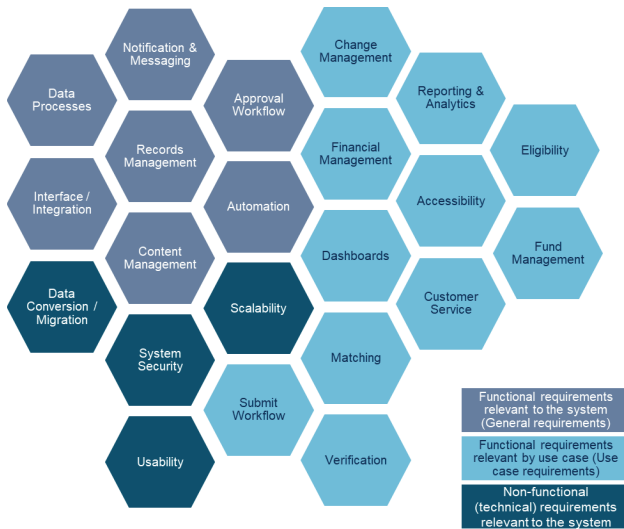 Notification &
Messaging
Change
Management
Data
Processes
Approval
Workflow
Reporting &
Analytics
Records
Management
Financial
Management
Eligibility
Interface /
Integration
Automation
Accessibility
Content
Management
Dashboards
Fund
Management
Data
Conversion /
Migration
Scalability
Customer
Service
System
Security
Matching
Submit
Workflow
Usability
Verification
Functional requirements
relevant to the system
(General requirements)
Functional requirements
relevant by use case (Use
case requirements)
Non-functional
(technical) requirements
relevant to the system